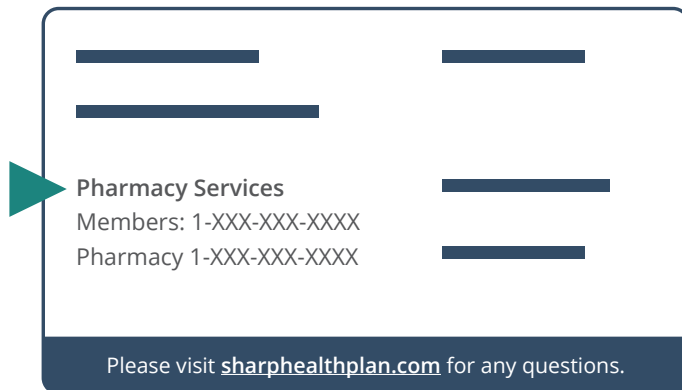 Pharmacy Services
Members: 1-XXX-XXX-XXXX
Pharmacy 1-XXX-XXX-XXXX
Please visit sharphealthplan.com for any questions.